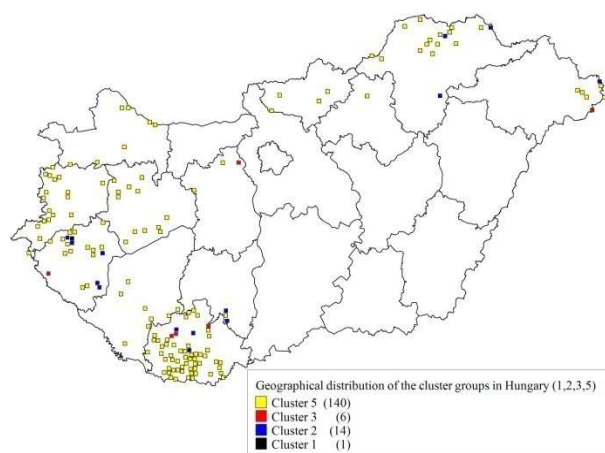 Geographical distribution of the cluster groups in Hungary (1,2,3,5)
Cluster 5 (140)
Cluster 3 (6)
Cluster 2 (14)
Cluster 1 (1)